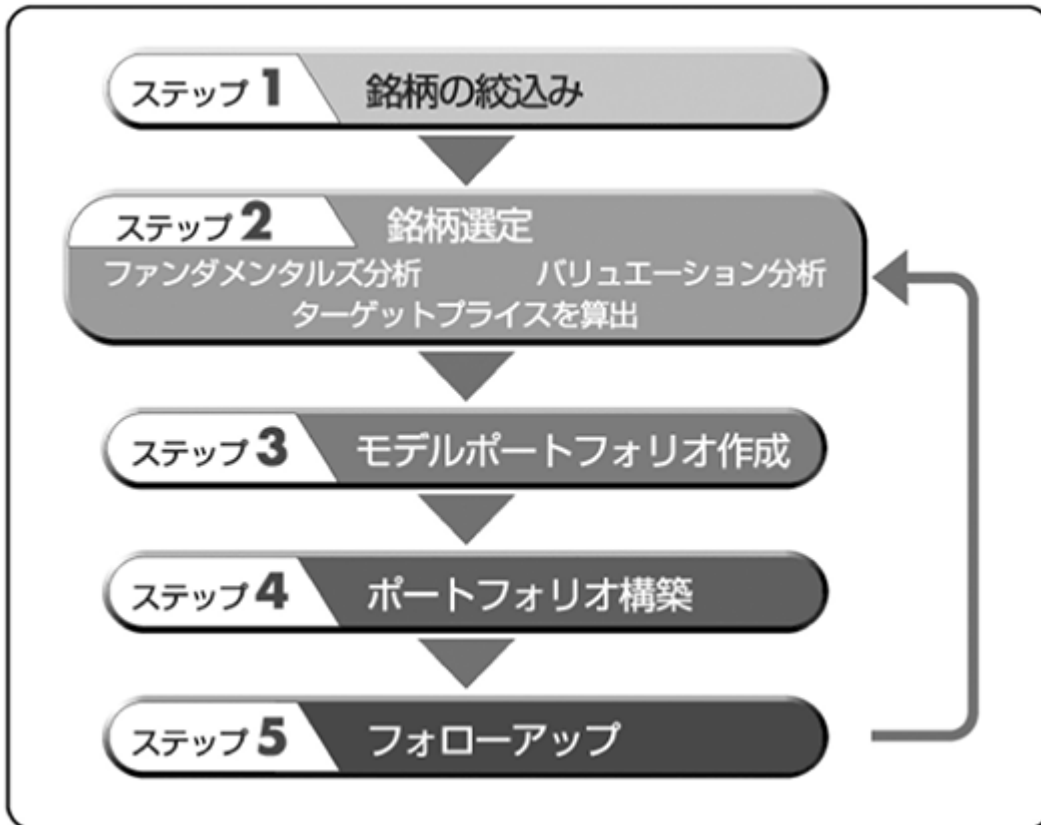 ステップ 1 銘柄の絞込み
ステップ 2 銘柄選定
ファンダメンタルズ分析 バリュエーション分析
ターゲットプライスを算出
ステップ 3 モデルポートフォリオ作成
ステップ 4 ポートフォリオ構築
ステップ 5 フォローアップ